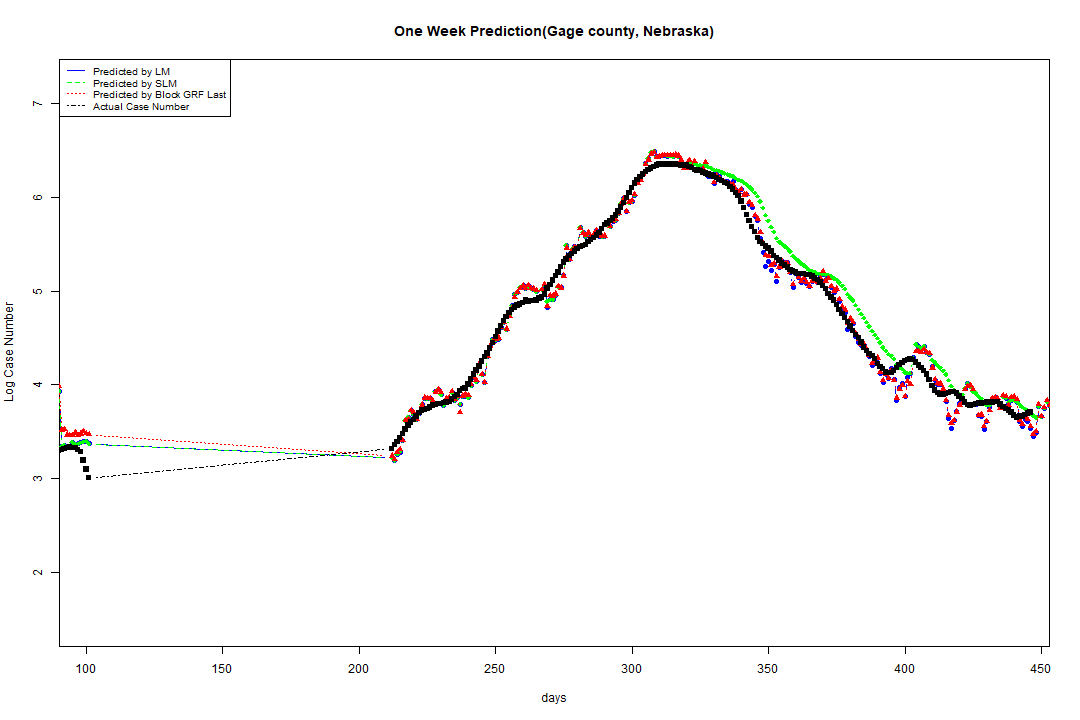 One Week Prediction(Gage county, Nebraska)
Predicted by LM
Predicted by SLM
Predicted by Block GRF Last
Actual Case Number
Log Case Number
7
6
5
4
3
2
100 150 200 250 300 350 400 450
days